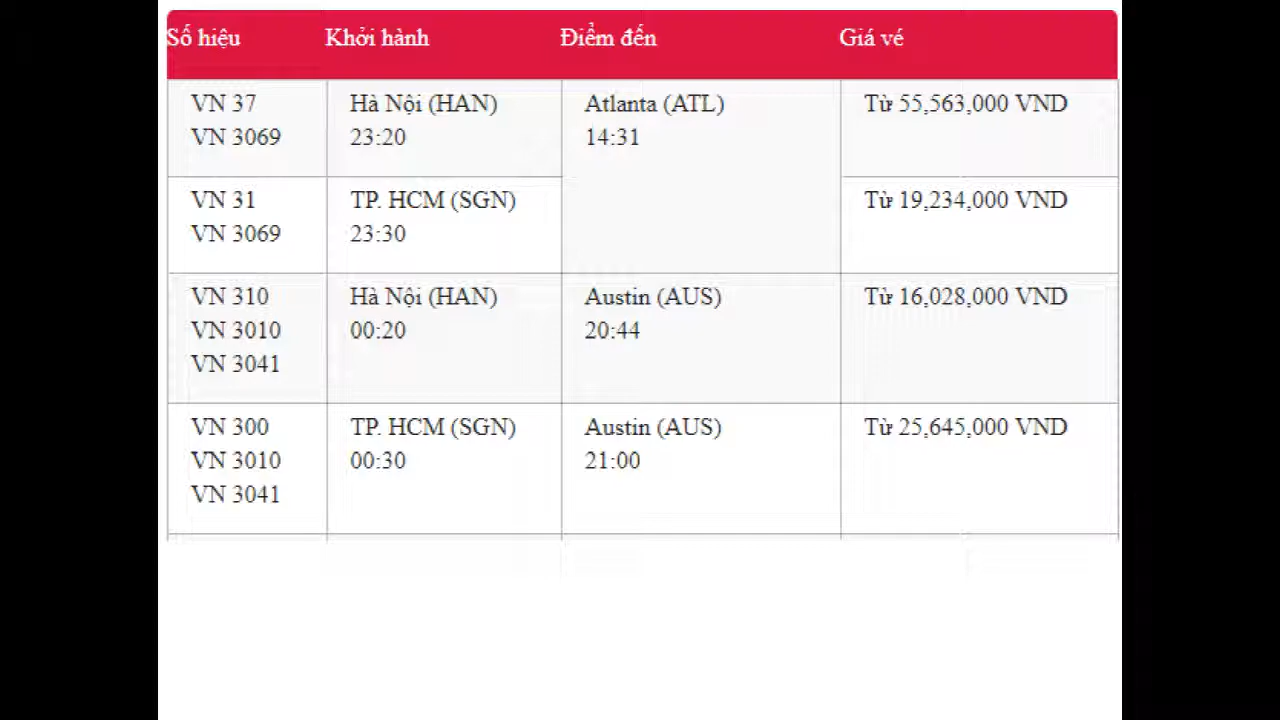 Số hiệu Khởi hành Điểm đến Giá vé
VN 37 Hà Nội (HAN) Atlanta (ATL) Từ 55,563,000 VND
VN 3069 23:20 14:31
VN 31 TP. HCM (SGN) Từ 19,234,000 VND
VN 3069 23:30
VN 310 Hà Nội (HAN) Austin (AUS) Từ 16,028,000 VND
VN 3010 00:20 20:44
VN 3041
VN 300 TP. HCM (SGN) Austin (AUS) Từ 25,645,000 VND
VN 3010 00:30 21:00
VN 3041